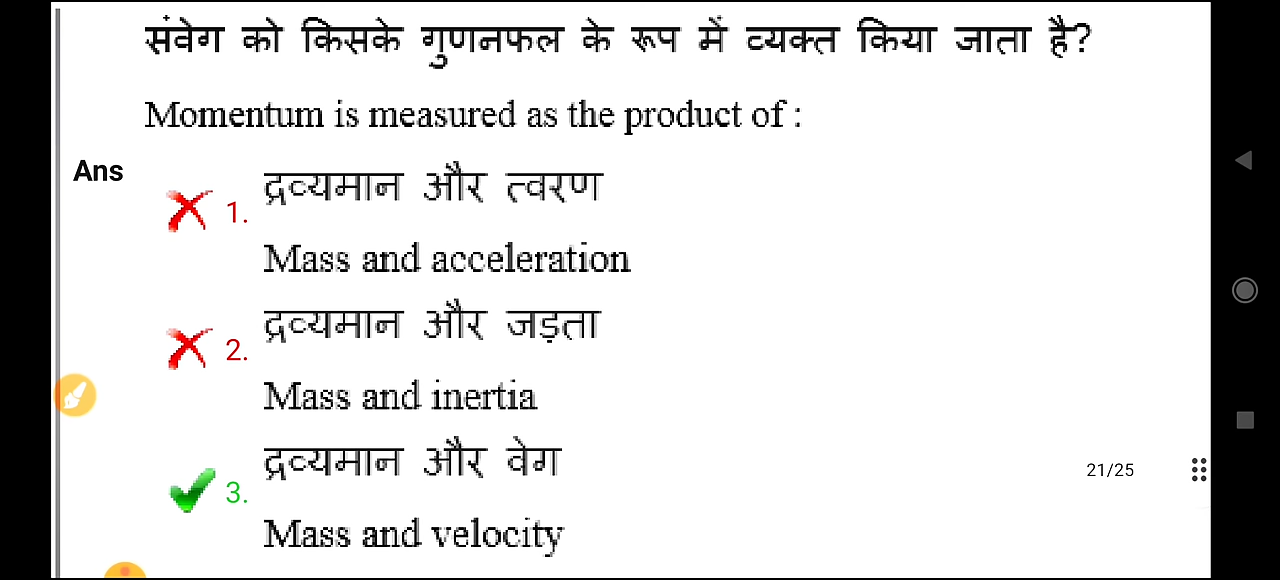 संवेग को किसके गुणनफल के रूप में व्यक्त किया जाता है?
Momentum is measured as the product of :
Ans
1. द्रव्यमान और त्वरण
Mass and acceleration
2. द्रव्यमान और जड़ता
Mass and inertia
3. द्रव्यमान और वेग
Mass and velocity
21/25